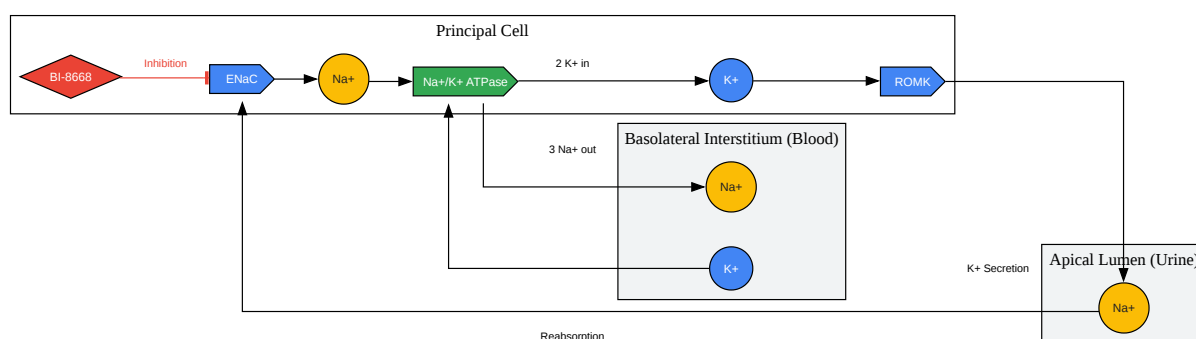 Principal Cell
BI-8668
Inhibition
ENaC
Na+
Na+/K+ ATPase
2 K+ in
K+
ROMK
Basolateral Interstitium (Blood)
3 Na+ out
Na+
K+
Apical Lumen (Urine)
K+ Secretion
Na+
Reabsorption